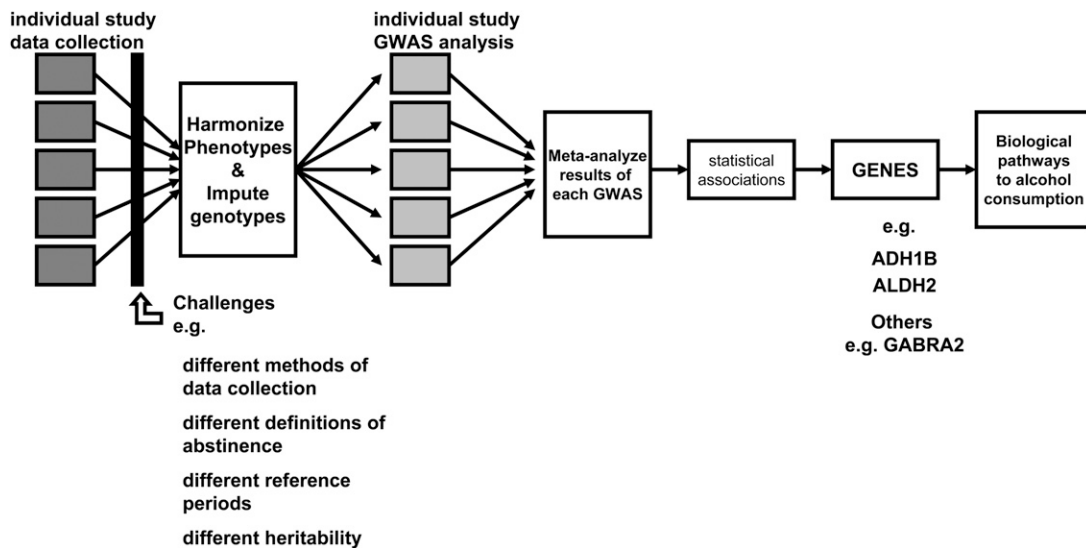 individual study
data collection
individual study
GWAS analysis
Harmonize
Phenotypes
&
Impute
genotypes
Meta-analyze
results of
each GWAS
statistical
associations
GENES
Biological
pathways
to alcohol
consumption
e.g.
ADH1B
ALDH2
Others
e.g. GABRA2
Challenges
e.g.
different methods of
data collection
different definitions of
abstinence
different reference
periods
different heritability